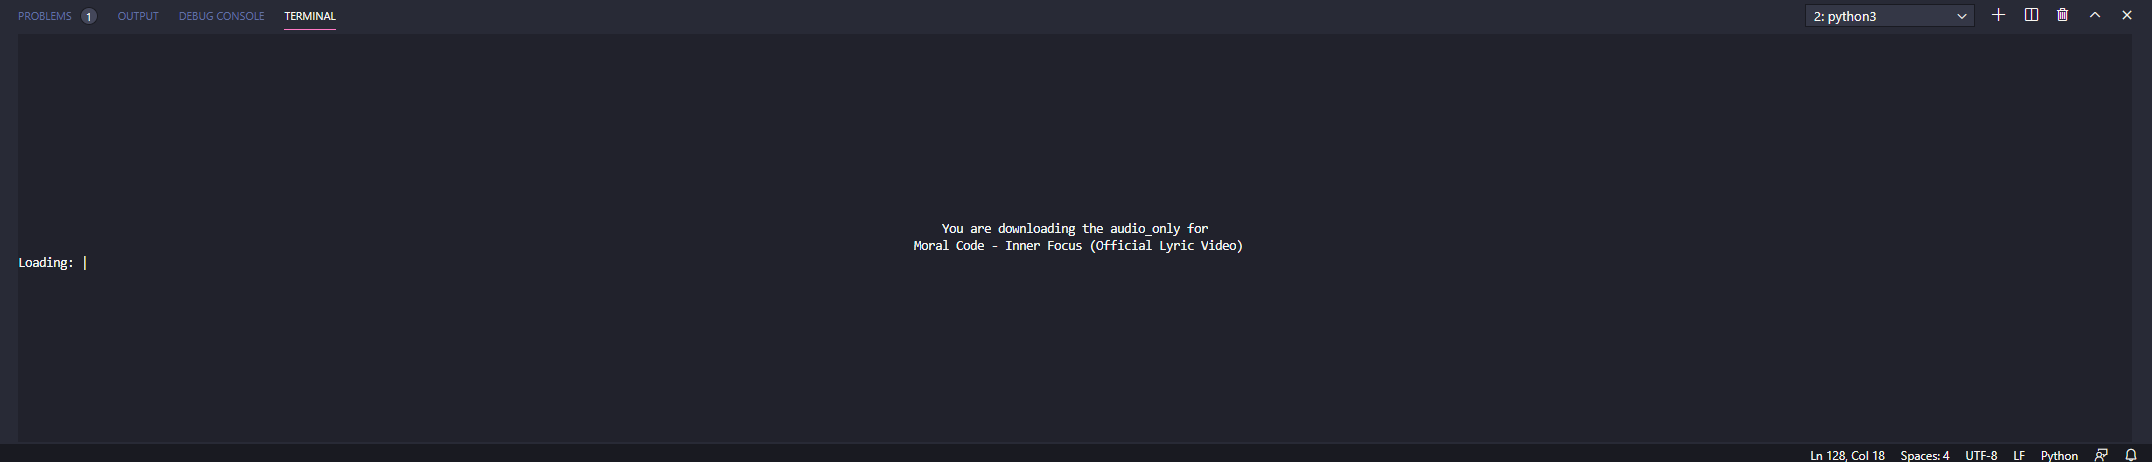 PROBLEMS 1 OUTPUT DEBUG CONSOLE TERMINAL 2: python3
You are downloading the audio_only for
Moral Code - Inner Focus (Official Lyric Video)
Loading: |
Ln 128, Col 18 Spaces: 4 UTF-8 LF Python